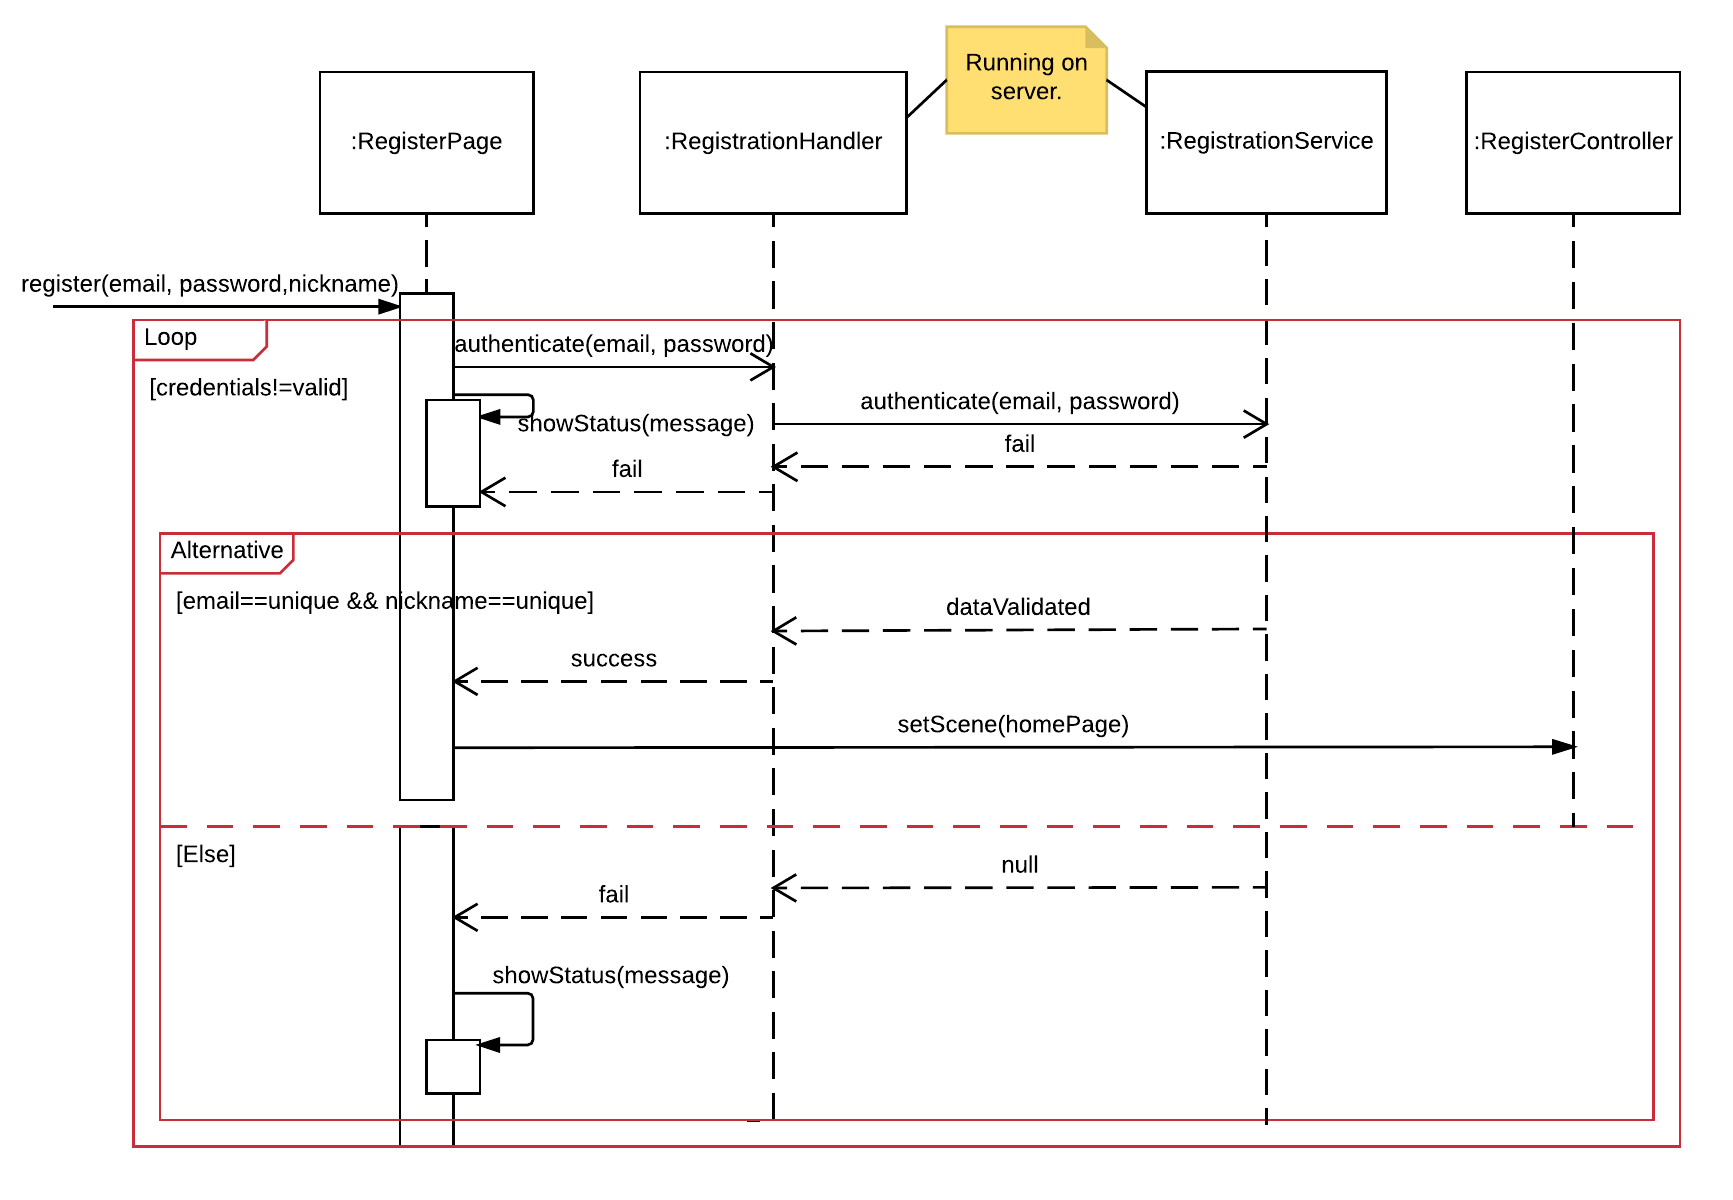 Running on
server.
:RegisterPage
:RegistrationHandler
:RegistrationService
:RegisterController
register(email, password,nickname)
Loop
authenticate(email, password)
[credentials!=valid]
authenticate(email, password)
showStatus(message)
fail
fail
Alternative
[email==unique && nickname==unique]
dataValidated
success
setScene(homePage)
[Else]
null
fail
showStatus(message)